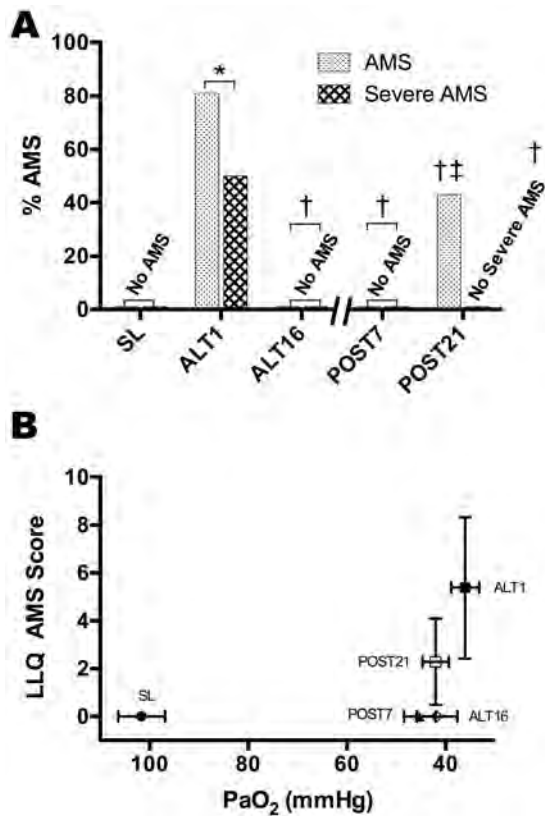 A
100
80
60
40
20
0
% AMS
AMS
Severe AMS
*
No AMS
†
No AMS
†
No AMS
†‡
†
No Severe AMS
SL
ALT1
ALT16
POST7
POST21
B
10
8
6
4
2
0
LLQ AMS Score
ALT1
POST21
SL
POST7
ALT16
100
80
60
40
PaO2 (mmHg)